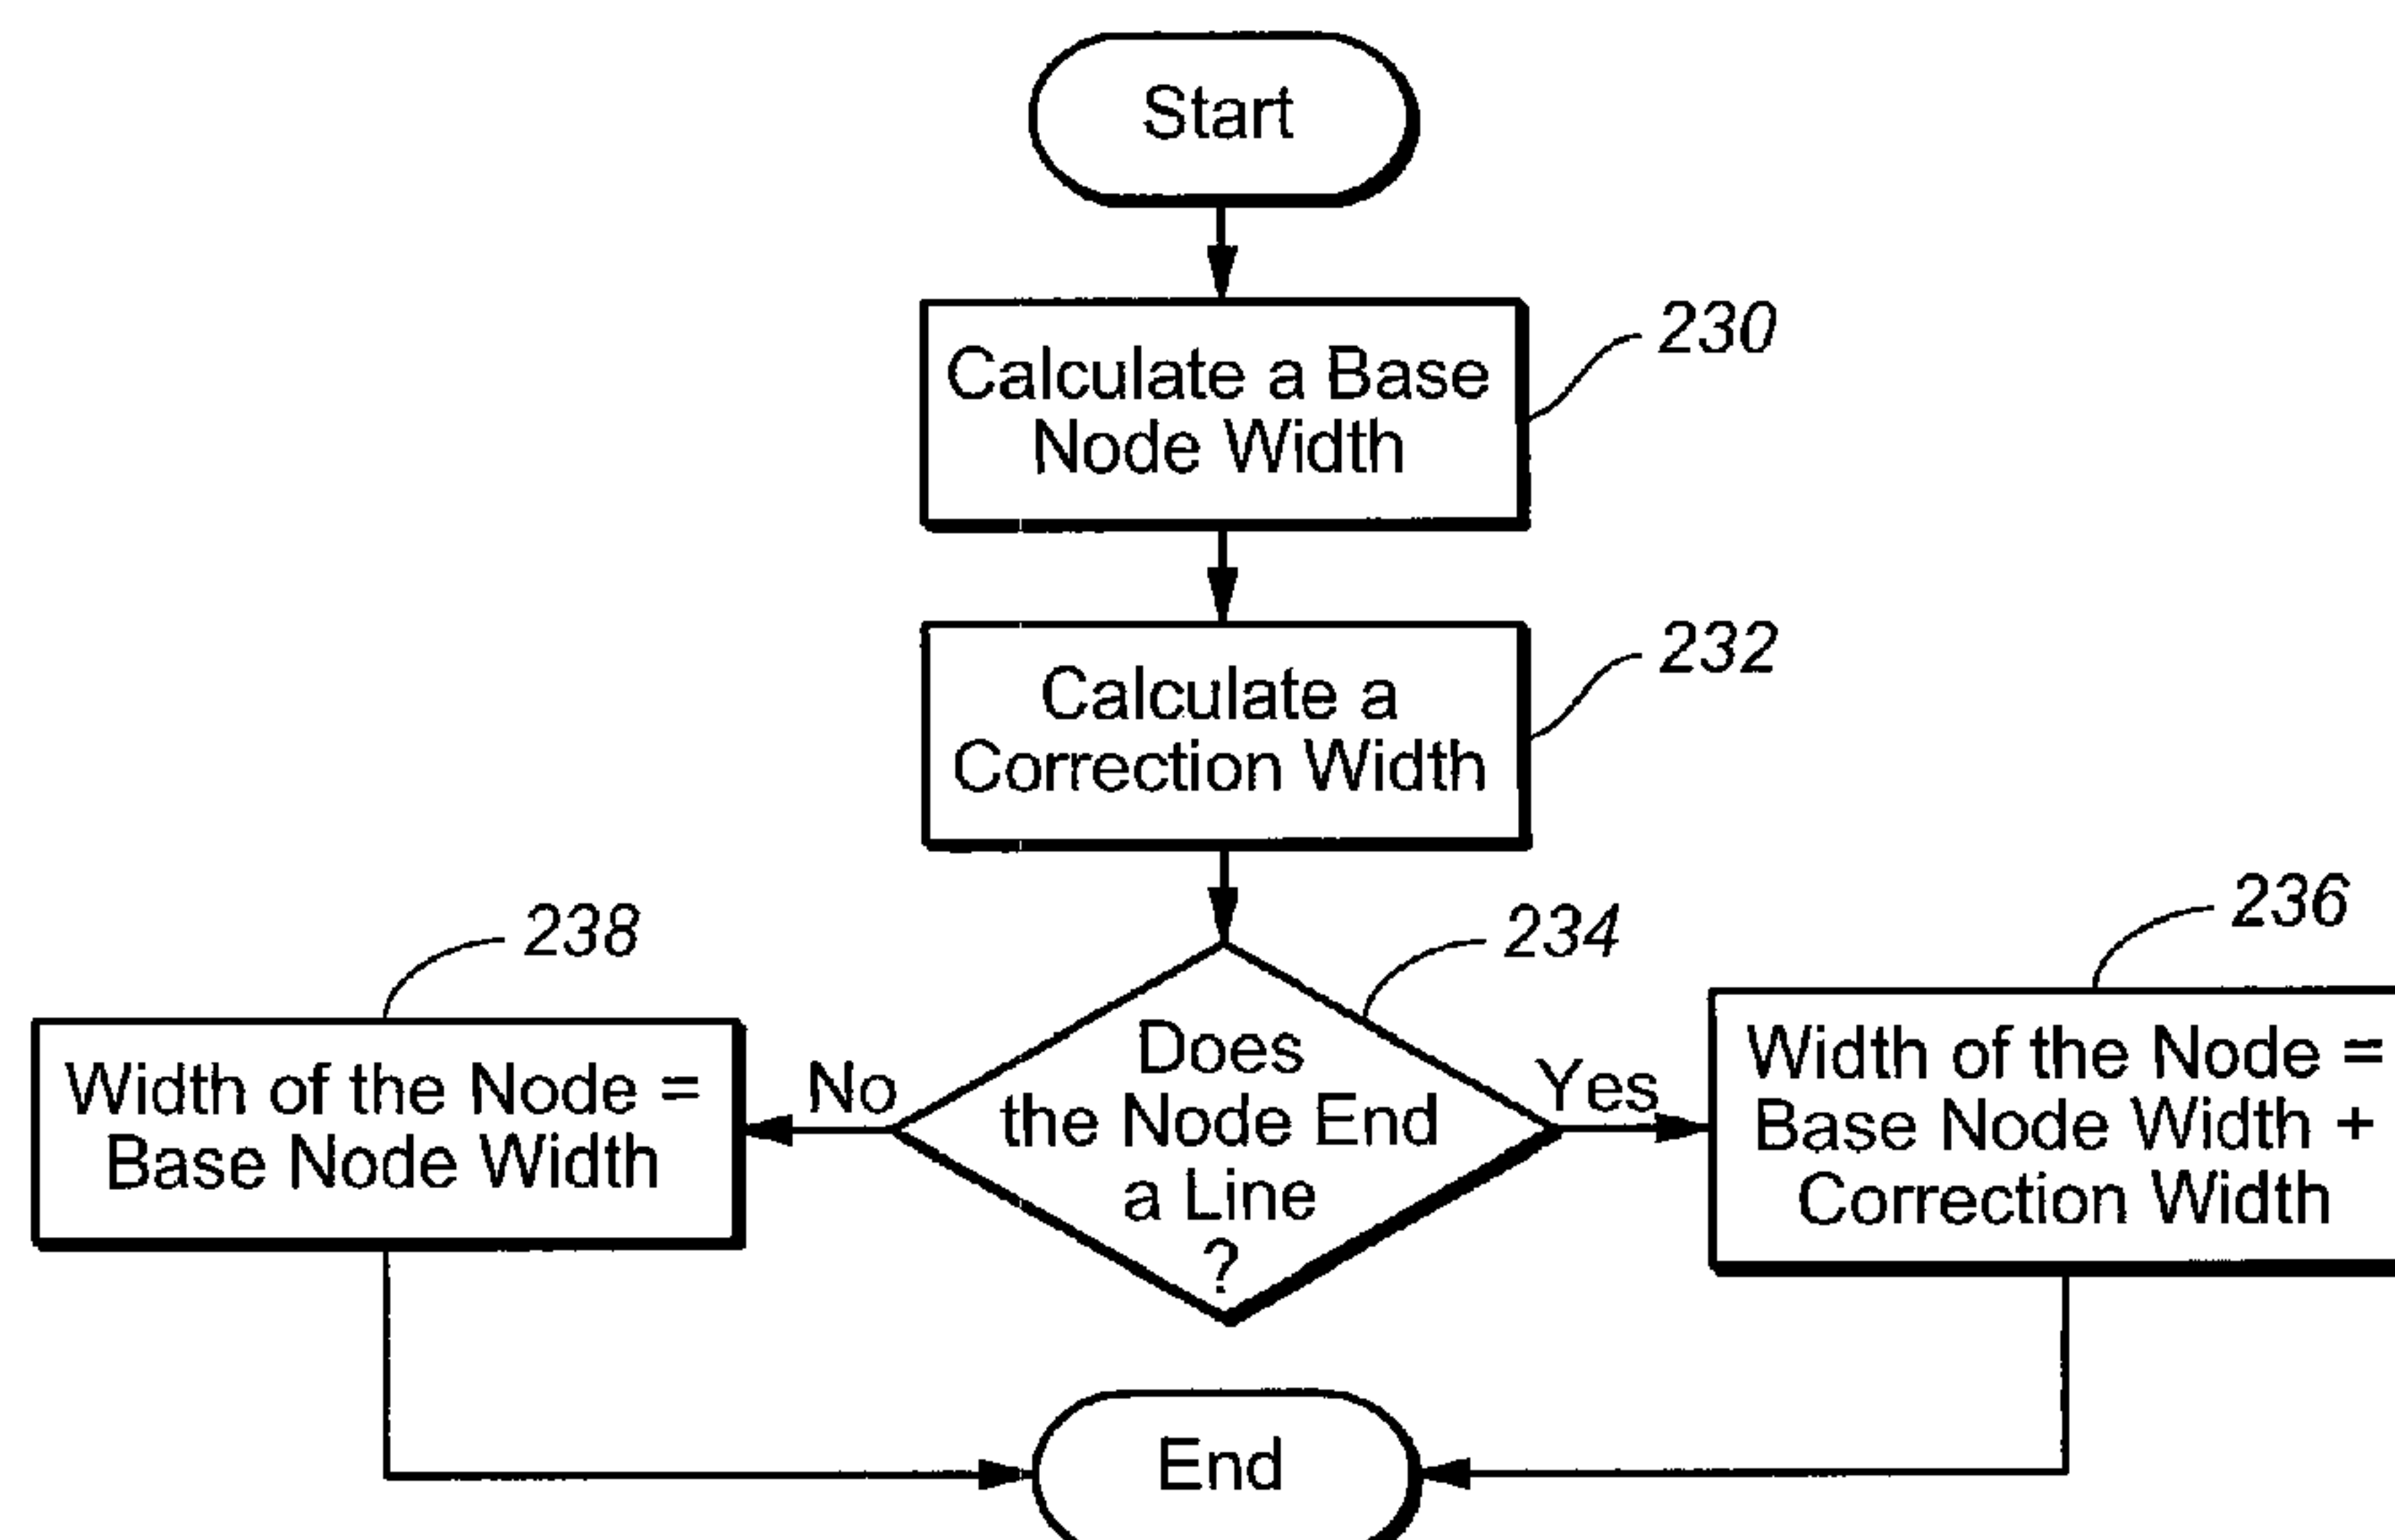 Start
Calculate a Base
Node Width
230
Calculate a
Correction Width
232
238
234
236
Width of the Node =
Base Node Width
No
Does
the Node End
a Line
?
Yes
Width of the Node =
Base Node Width +
Correction Width
End